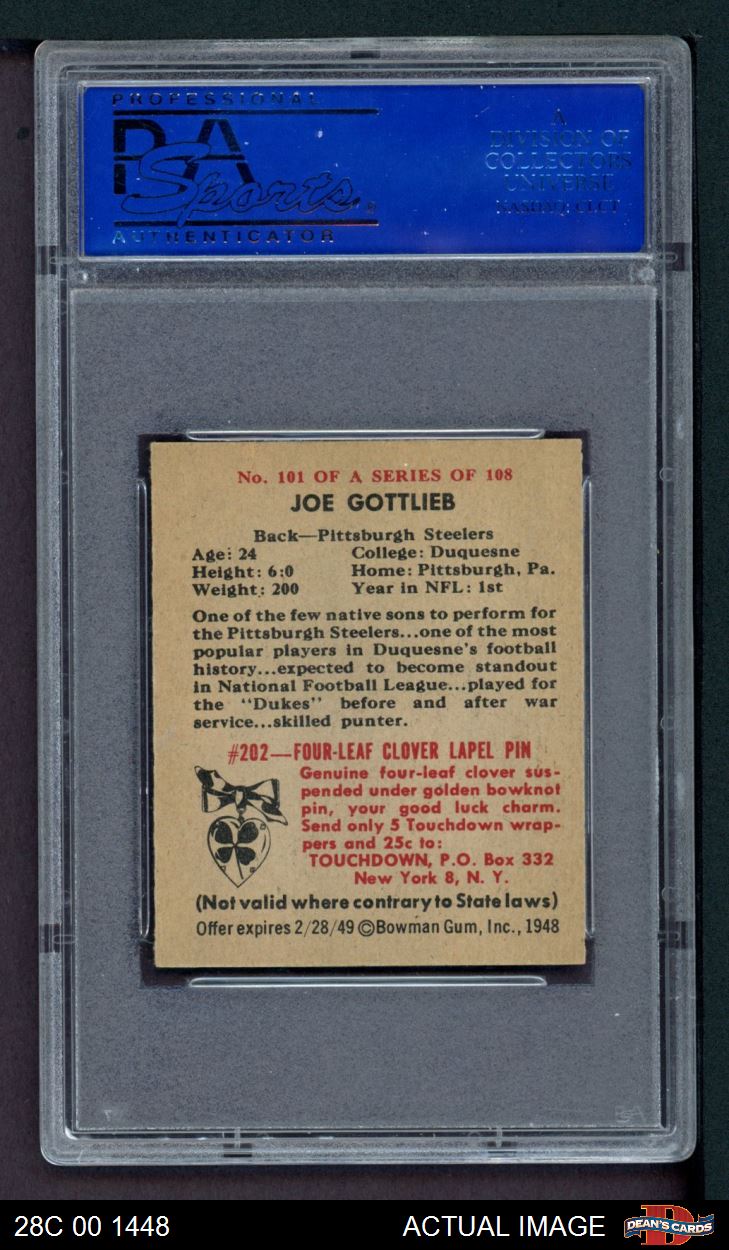 PROFESSIONAL
PSA
Sports
AUTHENTICATOR
A
DIVISION OF
COLLECTORS
UNIVERSE
NASDAQ: CLCT
No. 101 OF A SERIES OF 108
JOE GOTTLIEB
Back—Pittsburgh Steelers
Age: 24 College: Duquesne
Height: 6:0 Home: Pittsburgh, Pa.
Weight: 200 Year in NFL: 1st
One of the few native sons to perform for
the Pittsburgh Steelers...one of the most
popular players in Duquesne's football
history...expected to become standout
in National Football League...played for
the "Dukes" before and after war
service...skilled punter.
#202—FOUR-LEAF CLOVER LAPEL PIN
Genuine four-leaf clover sus-
pended under golden bowknot
pin, your good luck charm.
Send only 5 Touchdown wrap-
pers and 25c to:
TOUCHDOWN, P.O. Box 332
New York 8, N. Y.
(Not valid where contrary to State laws)
Offer expires 2/28/49 ©Bowman Gum, Inc., 1948
28C 00 1448 ACTUAL IMAGE
DEAN'S CARDS